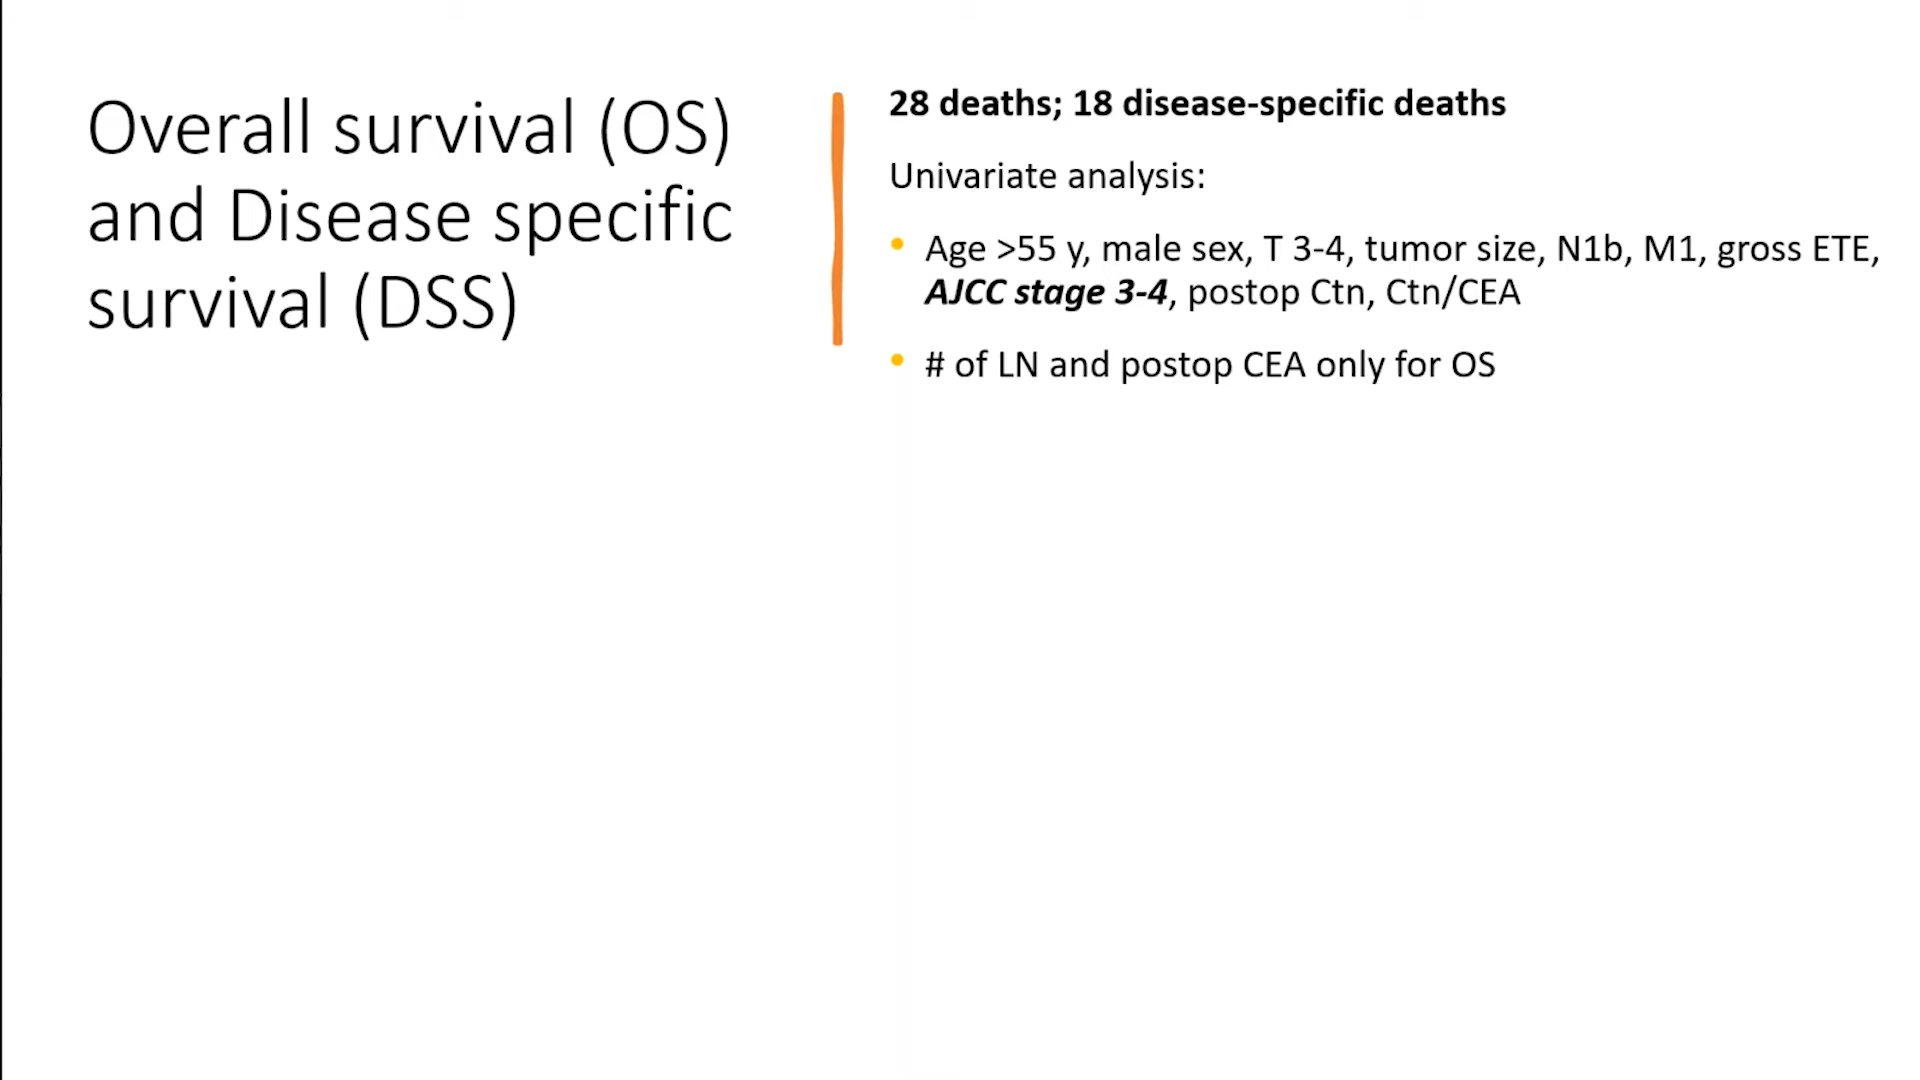 Overall survival (OS)
and Disease specific
survival (DSS)
28 deaths; 18 disease-specific deaths
Univariate analysis:
• Age >55 y, male sex, T 3-4, tumor size, N1b, M1, gross ETE,
AJCC stage 3-4, postop Ctn, Ctn/CEA
• # of LN and postop CEA only for OS